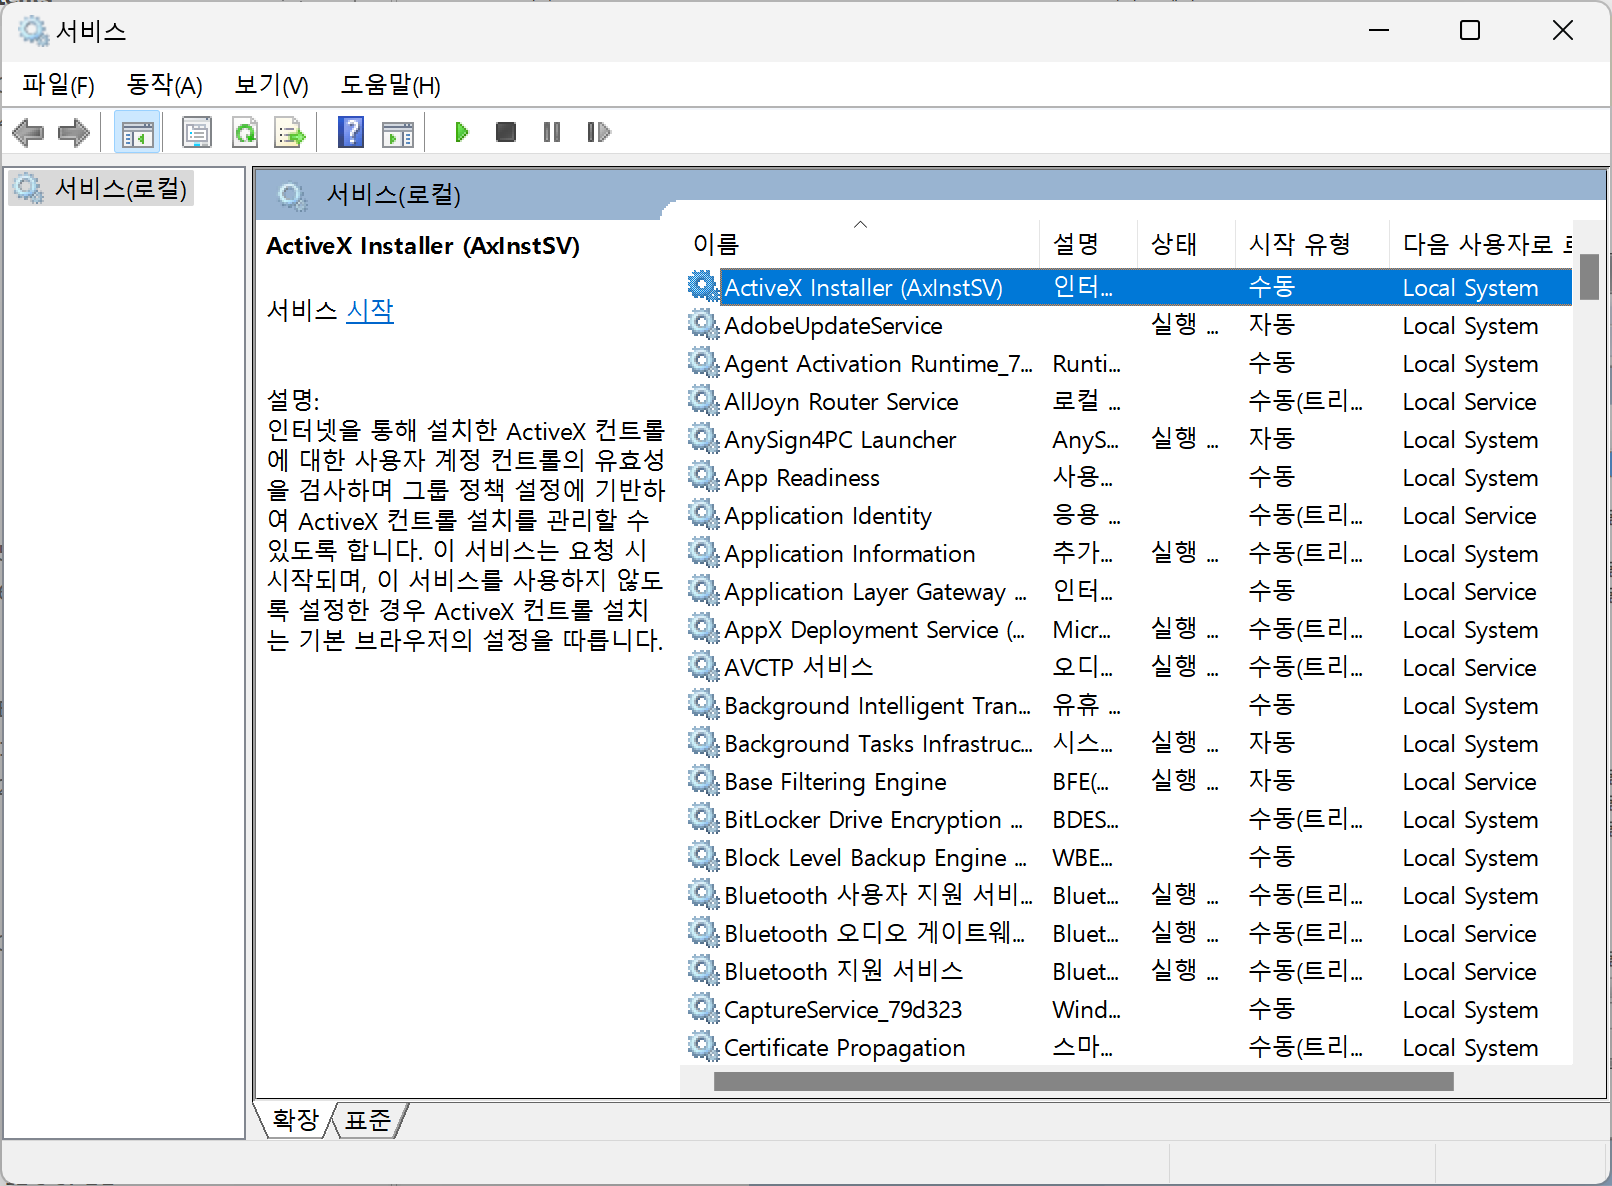 서비스
파일(F) 동작(A) 보기(V) 도움말(H)
서비스(로컬)
서비스(로컬)
ActiveX Installer (AxInstSV)
서비스 시작
설명:
인터넷을 통해 설치한 ActiveX 컨트롤
에 대한 사용자 계정 컨트롤의 유효성
을 검사하며 그룹 정책 설정에 기반하
여 ActiveX 컨트롤 설치를 관리할 수
있도록 합니다. 이 서비스는 요청 시
시작되며, 이 서비스를 사용하지 않도
록 설정한 경우 ActiveX 컨트롤 설치
는 기본 브라우저의 설정을 따릅니다.
이름 설명 상태 시작 유형 다음 사용자로
ActiveX Installer (AxInstSV) 인터... 수동 Local System
AdobeUpdateService 실행 ... 자동 Local System
Agent Activation Runtime_7... Runti... 수동 Local System
AllJoyn Router Service 로컬 ... 수동(트리... Local Service
AnySign4PC Launcher AnyS... 실행 ... 자동 Local System
App Readiness 사용... 수동 Local System
Application Identity 응용 ... 수동(트리... Local Service
Application Information 추가... 실행 ... 수동(트리... Local System
Application Layer Gateway ... 인터... 수동 Local Service
AppX Deployment Service (... Micr... 실행 ... 수동(트리... Local System
AVCTP 서비스 오디... 실행 ... 수동(트리... Local Service
Background Intelligent Tran... 유휴 ... 수동 Local System
Background Tasks Infrastruc... 시스... 실행 ... 자동 Local System
Base Filtering Engine BFE(... 실행 ... 자동 Local Service
BitLocker Drive Encryption ... BDES... 수동(트리... Local System
Block Level Backup Engine ... WBE... 수동 Local System
Bluetooth 사용자 지원 서비... Bluet... 실행 ... 수동(트리... Local System
Bluetooth 오디오 게이트웨... Bluet... 실행 ... 수동(트리... Local Service
Bluetooth 지원 서비스 Bluet... 실행 ... 수동(트리... Local Service
CaptureService_79d323 Wind... 수동 Local System
Certificate Propagation 스마... 수동(트리... Local System
확장 표준